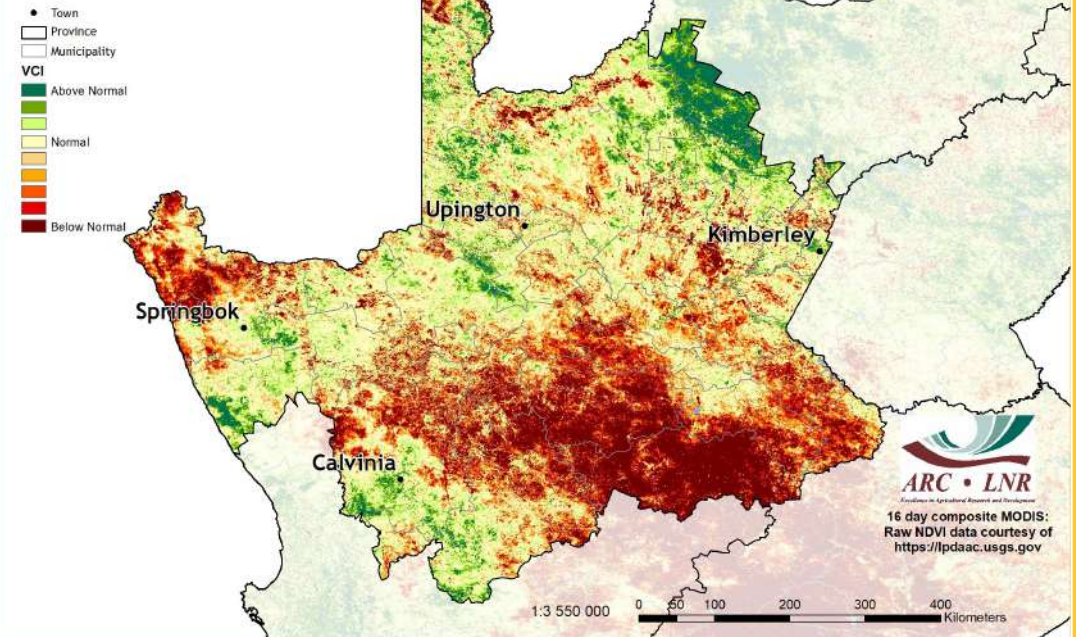 Town
Province
Municipality
VCI
Above Normal
Normal
Below Normal
Upington
Kimberley
Springbok
Calvinia
ARC • LNR
Excellence in Agricultural Research and Development
16 day composite MODIS:
Raw NDVI data courtesy of
https://lpdaac.usgs.gov
1:3 550 000
0 50 100 200 300 400
Kilometers